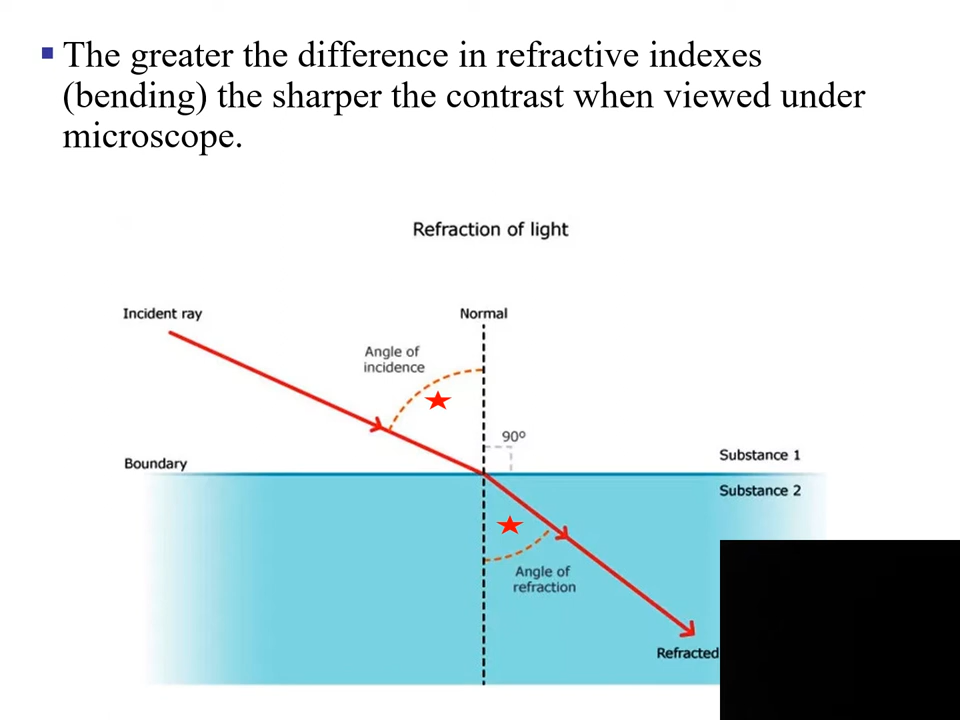 The greater the difference in refractive indexes
(bending) the sharper the contrast when viewed under
microscope.
Refraction of light
Incident ray
Normal
Angle of
incidence
90º
Boundary
Substance 1
Substance 2
Angle of
refraction
Refracted